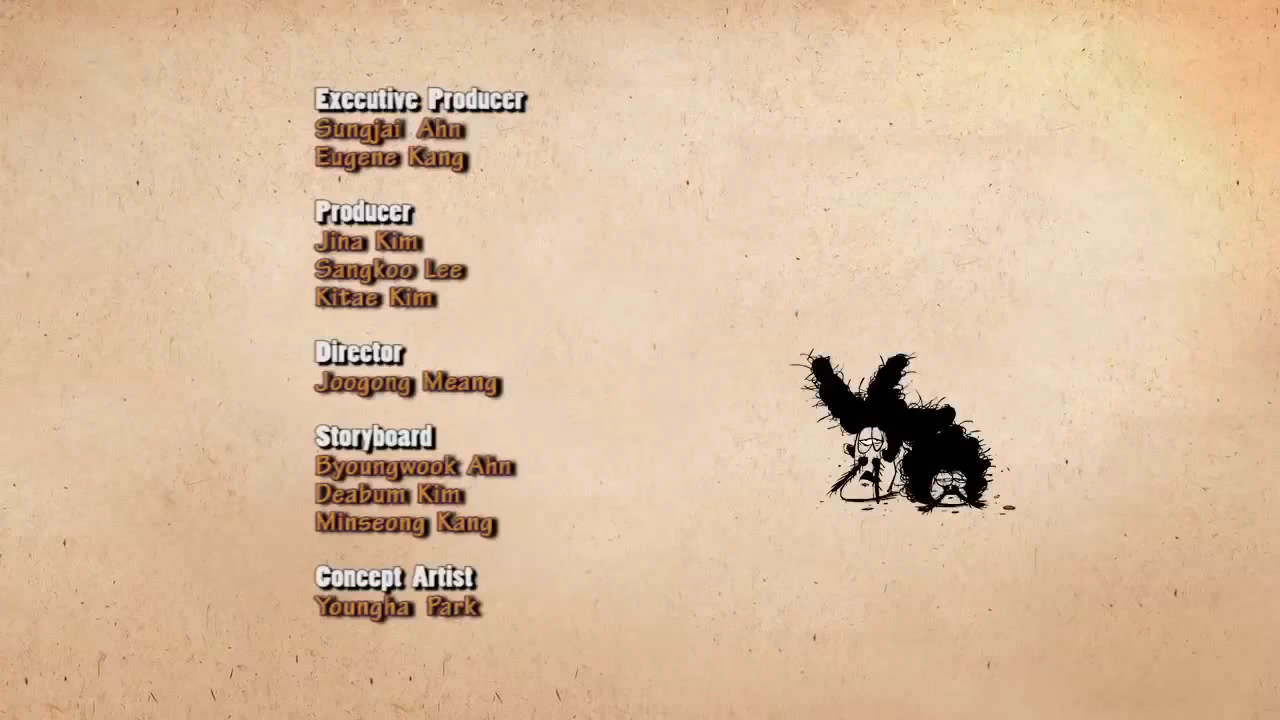 Executive Producer
Sungjai Ahn
Eugene Kang
Producer
Jina Kim
Sangkoo Lee
Kitae Kim
Director
Joogong Meang
Storyboard
Byoungwook Ahn
Deabum Kim
Minseong Kang
Concept Artist
Youngha Park